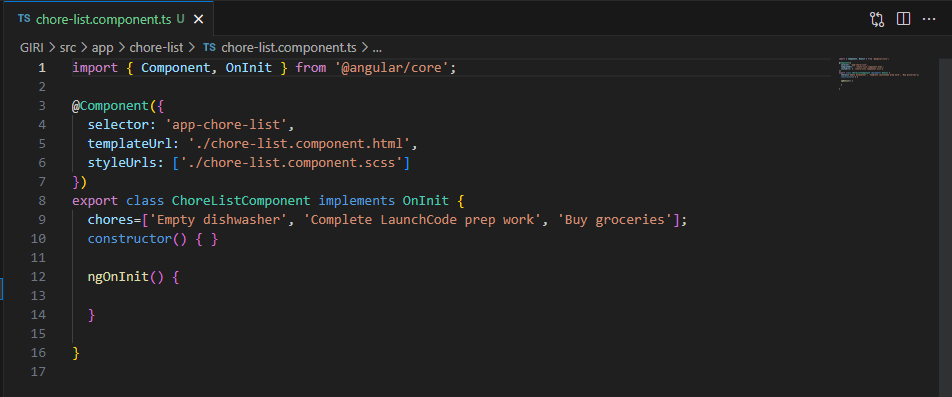 TS chore-list.component.ts U ×
GIRI > src > app > chore-list > TS chore-list.component.ts > ...
1 import { Component, OnInit } from '@angular/core';
2
3 @Component({
4   selector: 'app-chore-list',
5   templateUrl: './chore-list.component.html',
6   styleUrls: ['./chore-list.component.scss']
7 })
8 export class ChoreListComponent implements OnInit {
9   chores=['Empty dishwasher', 'Complete LaunchCode prep work', 'Buy groceries'];
10   constructor() { }
11
12   ngOnInit() {
13
14   }
15
16 }
17